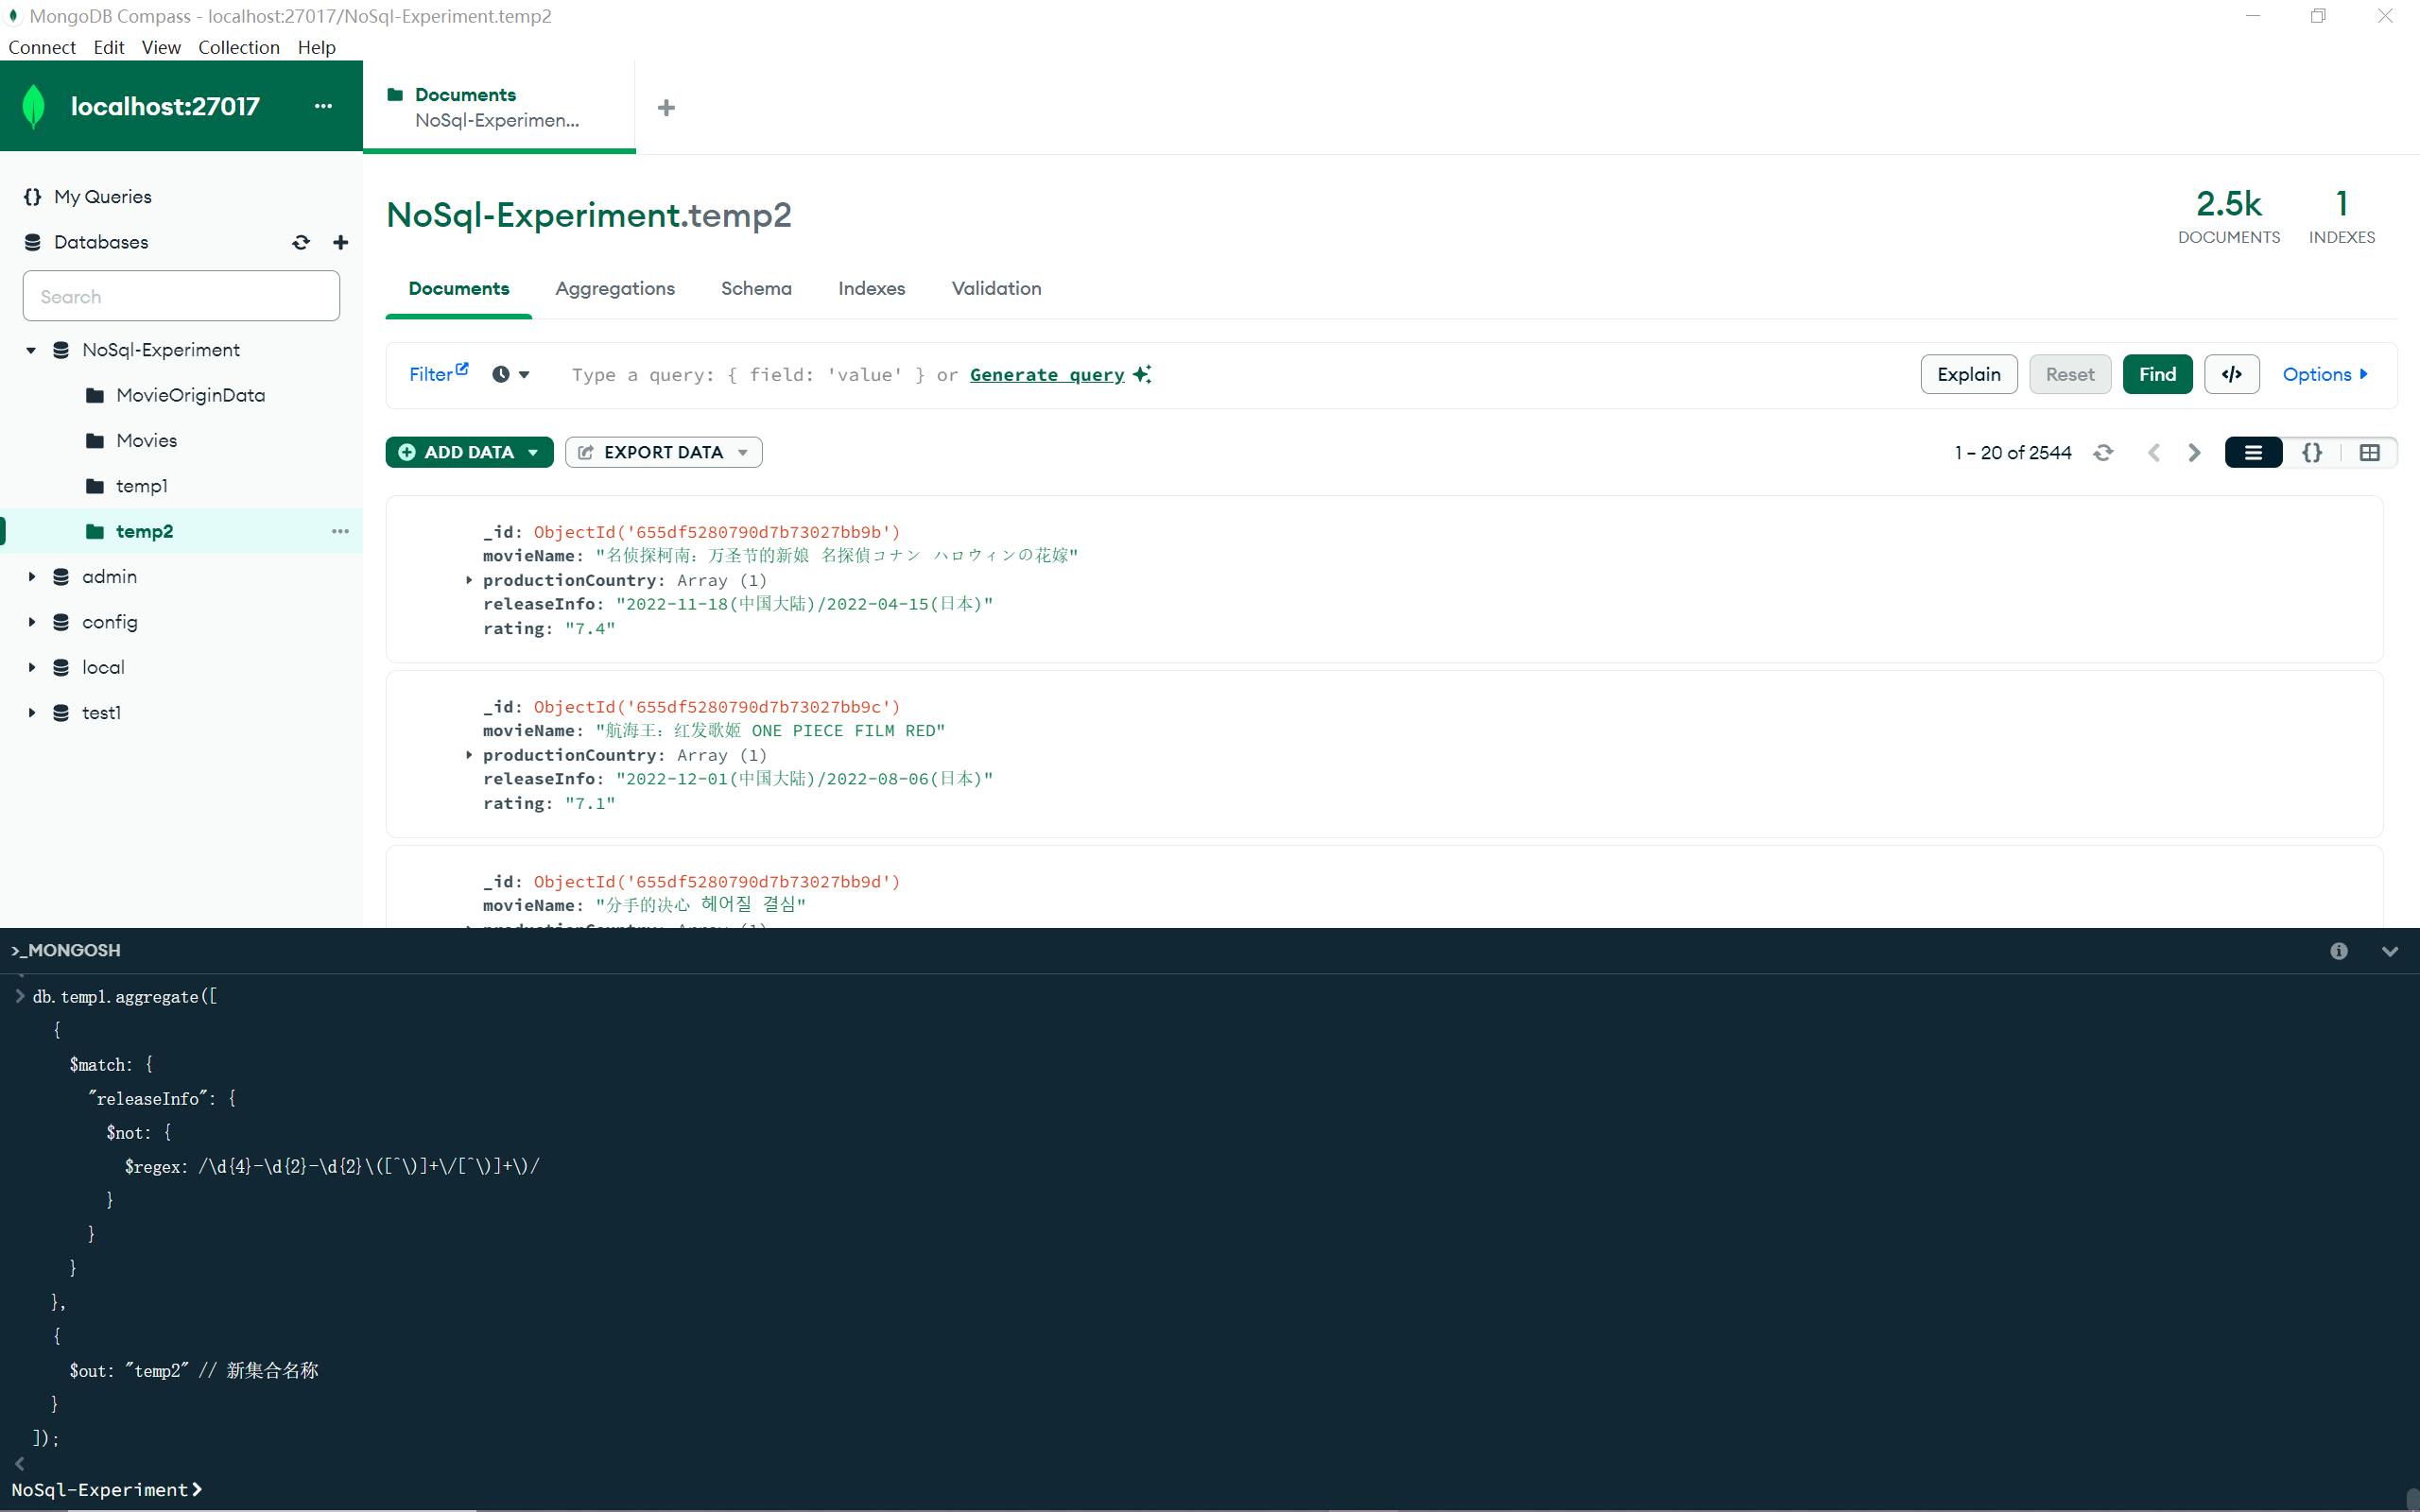 MongoDB Compass - localhost:27017/NoSql-Experiment.temp2
Connect Edit View Collection Help
localhost:27017
Documents
NoSql-Experimen...
My Queries
Databases
Search
NoSql-Experiment
MovieOriginData
Movies
temp1
temp2
admin
config
local
test1
NoSql-Experiment.temp2
2.5k
DOCUMENTS
1
INDEXES
Documents Aggregations Schema Indexes Validation
Filter Type a query: { field: 'value' } or Generate query Explain Reset Find </> Options
ADD DATA EXPORT DATA 1 – 20 of 2544 {}
_id: ObjectId('655df5280790d7b73027bb9b')
movieName: "名侦探柯南：万圣节的新娘 名探偵コナン ハロウィンの花嫁"
productionCountry: Array (1)
releaseInfo: "2022-11-18(中国大陆)/2022-04-15(日本)"
rating: "7.4"
_id: ObjectId('655df5280790d7b73027bb9c')
movieName: "航海王：红发歌姬 ONE PIECE FILM RED"
productionCountry: Array (1)
releaseInfo: "2022-12-01(中国大陆)/2022-08-06(日本)"
rating: "7.1"
_id: ObjectId('655df5280790d7b73027bb9d')
movieName: "分手的决心 헤어질 결심"
productionCountry: Array (1)
>_MONGOSH
> db.temp1.aggregate([
{
$match: {
"releaseInfo": {
$not: {
$regex: /\d{4}-\d{2}-\d{2}\([^\)]+\/[^\)]+\)/
}
}
}
},
{
$out: "temp2" // 新集合名称
}
]);
<
NoSql-Experiment>